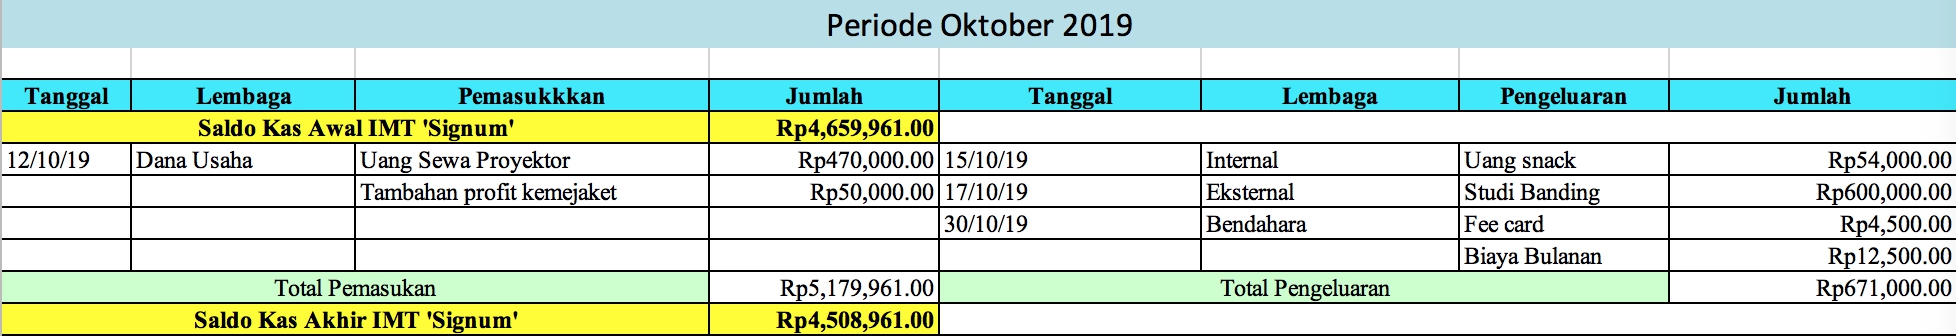 Periode Oktober 2019
Tanggal Lembaga Pemasukkkan Jumlah Tanggal Lembaga Pengeluaran Jumlah
Saldo Kas Awal IMT 'Signum' Rp4,659,961.00
12/10/19 Dana Usaha Uang Sewa Proyektor Rp470,000.00 15/10/19 Internal Uang snack Rp54,000.00
Tambahan profit kemejaket Rp50,000.00 17/10/19 Eksternal Studi Banding Rp600,000.00
30/10/19 Bendahara Fee card Rp4,500.00
Biaya Bulanan Rp12,500.00
Total Pemasukan Rp5,179,961.00 Total Pengeluaran Rp671,000.00
Saldo Kas Akhir IMT 'Signum' Rp4,508,961.00